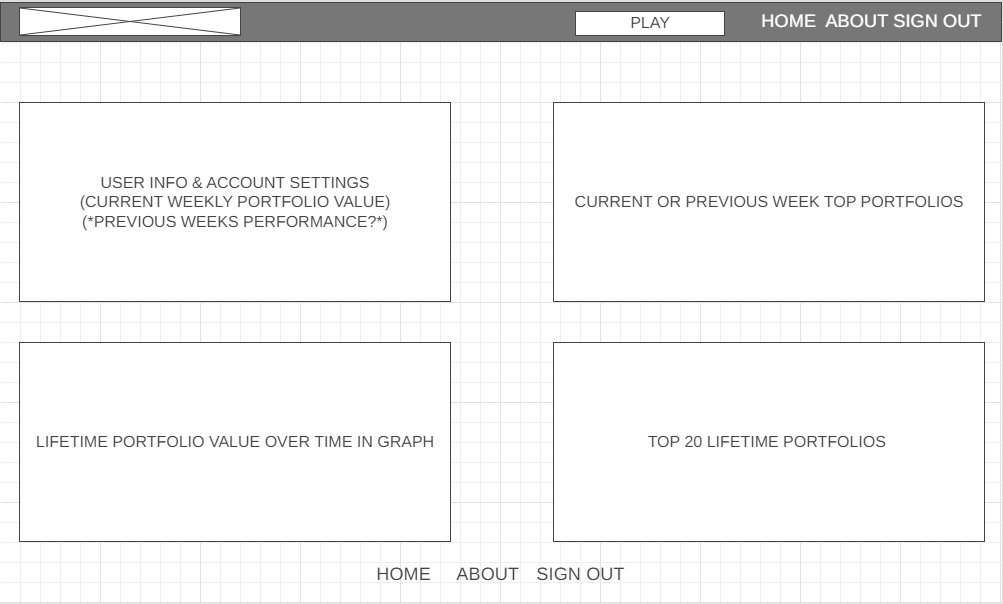 PLAY
HOME ABOUT SIGN OUT
USER INFO & ACCOUNT SETTINGS
(CURRENT WEEKLY PORTFOLIO VALUE)
(*PREVIOUS WEEKS PERFORMANCE?*)
CURRENT OR PREVIOUS WEEK TOP PORTFOLIOS
LIFETIME PORTFOLIO VALUE OVER TIME IN GRAPH
TOP 20 LIFETIME PORTFOLIOS
HOME ABOUT SIGN OUT